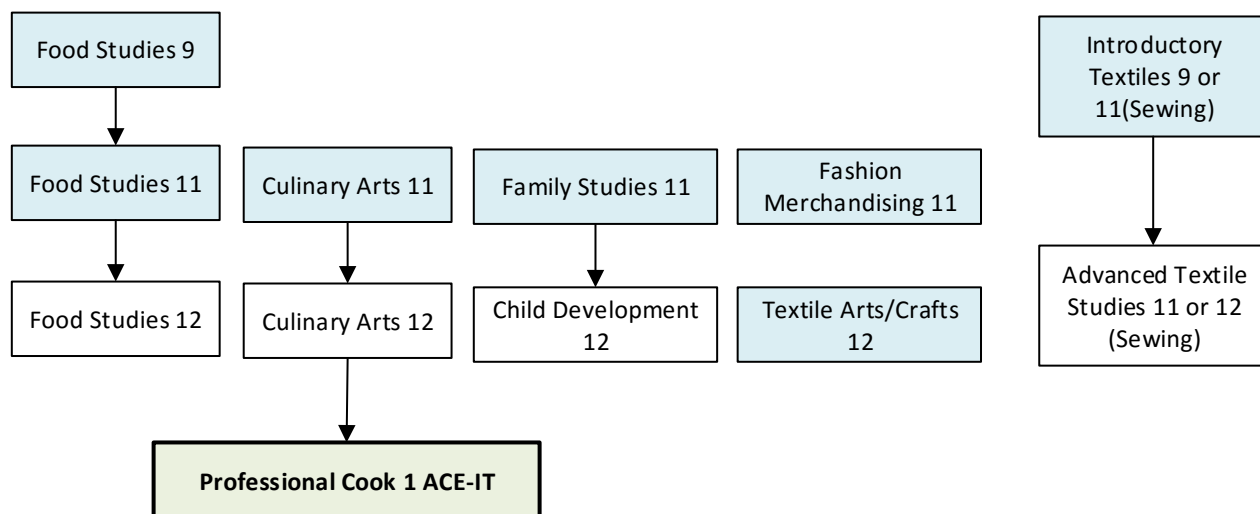 Food Studies 9
Introductory
Textiles 9 or
11(Sewing)
Food Studies 11
Culinary Arts 11
Family Studies 11
Fashion
Merchandising 11
Food Studies 12
Culinary Arts 12
Child Development
12
Textile Arts/Crafts
12
Advanced Textile
Studies 11 or 12
(Sewing)
Professional Cook 1 ACE-IT